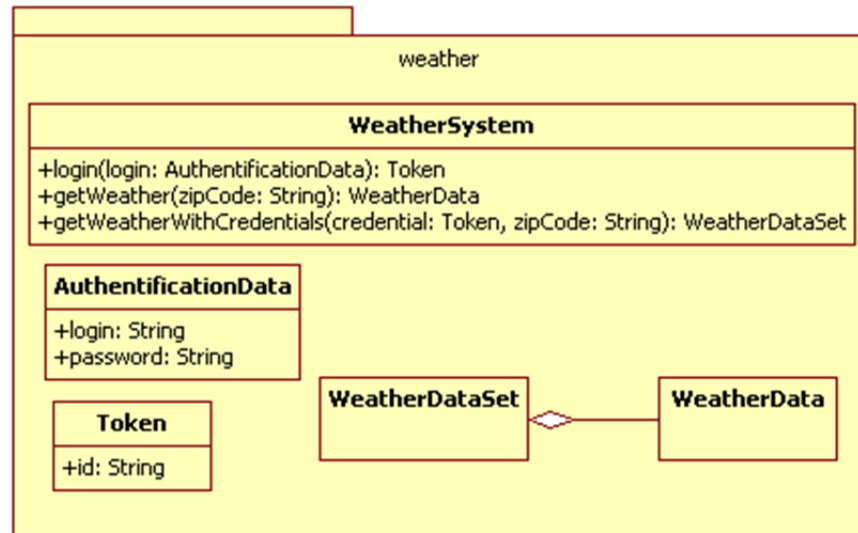 weather
WeatherSystem
+login(login: AuthentificationData): Token
+getWeather(zipCode: String): WeatherData
+getWeatherWithCredentials(credential: Token, zipCode: String): WeatherDataSet
AuthentificationData
+login: String
+password: String
WeatherDataSet
WeatherData
Token
+id: String